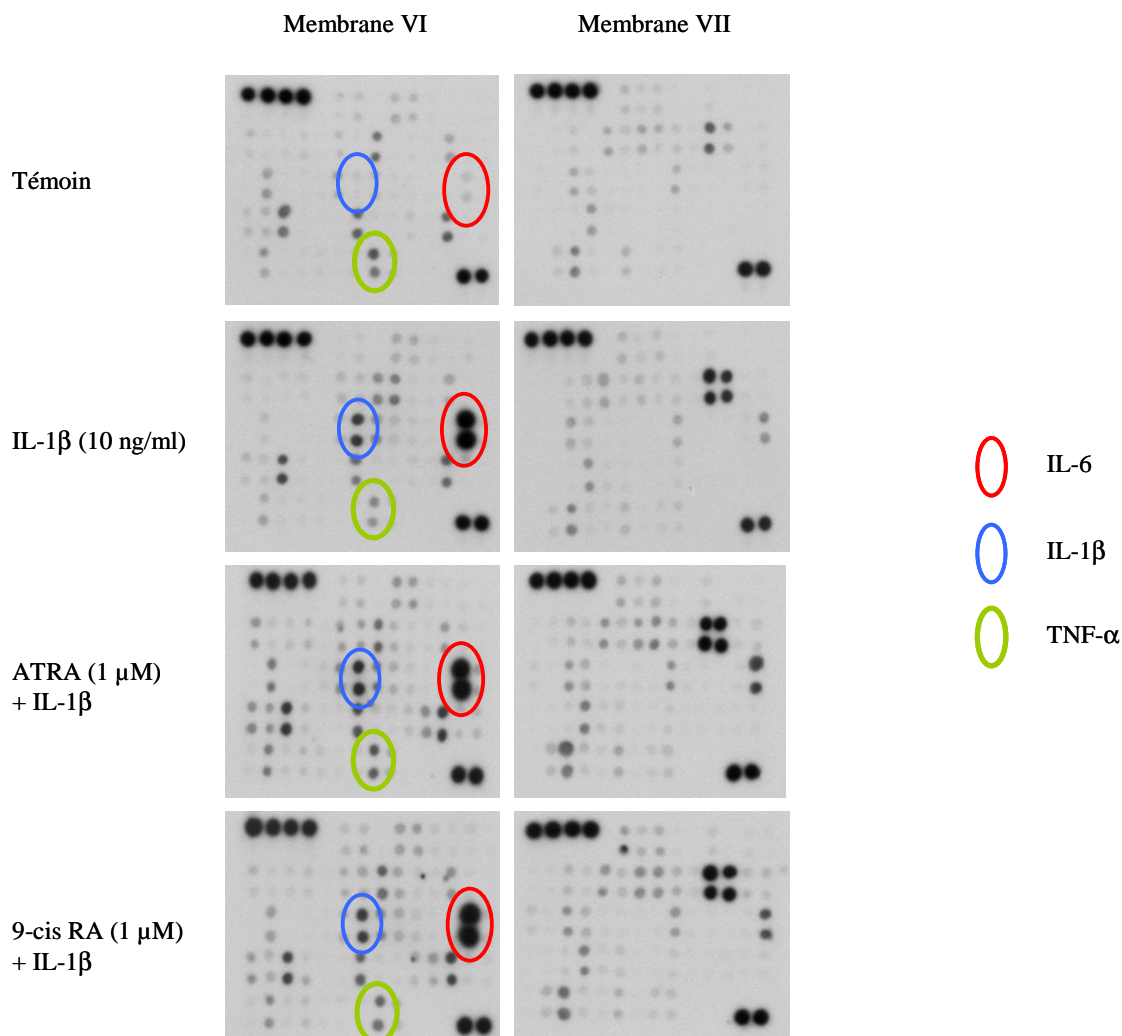 Membrane VI
Membrane VII
Témoin
IL-1β (10 ng/ml)
IL-6
IL-1β
TNF-α
ATRA (1 µM)
+ IL-1β
9-cis RA (1 µM)
+ IL-1β